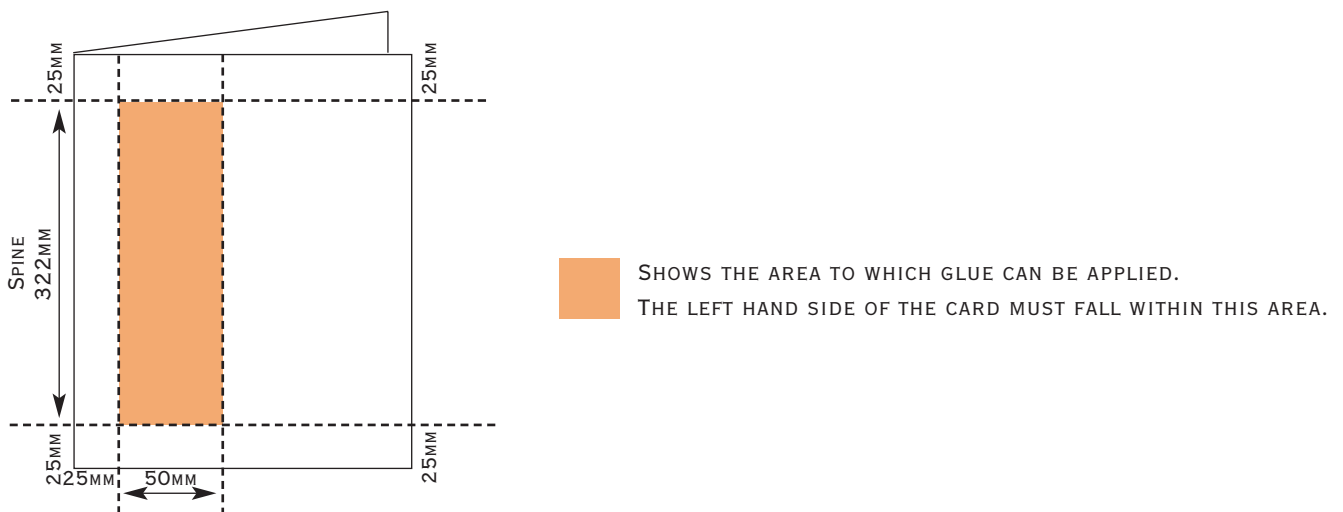 25MM
25MM
SPINE
322MM
25MM
25MM
50MM
25MM
SHOWS THE AREA TO WHICH GLUE CAN BE APPLIED.
THE LEFT HAND SIDE OF THE CARD MUST FALL WITHIN THIS AREA.